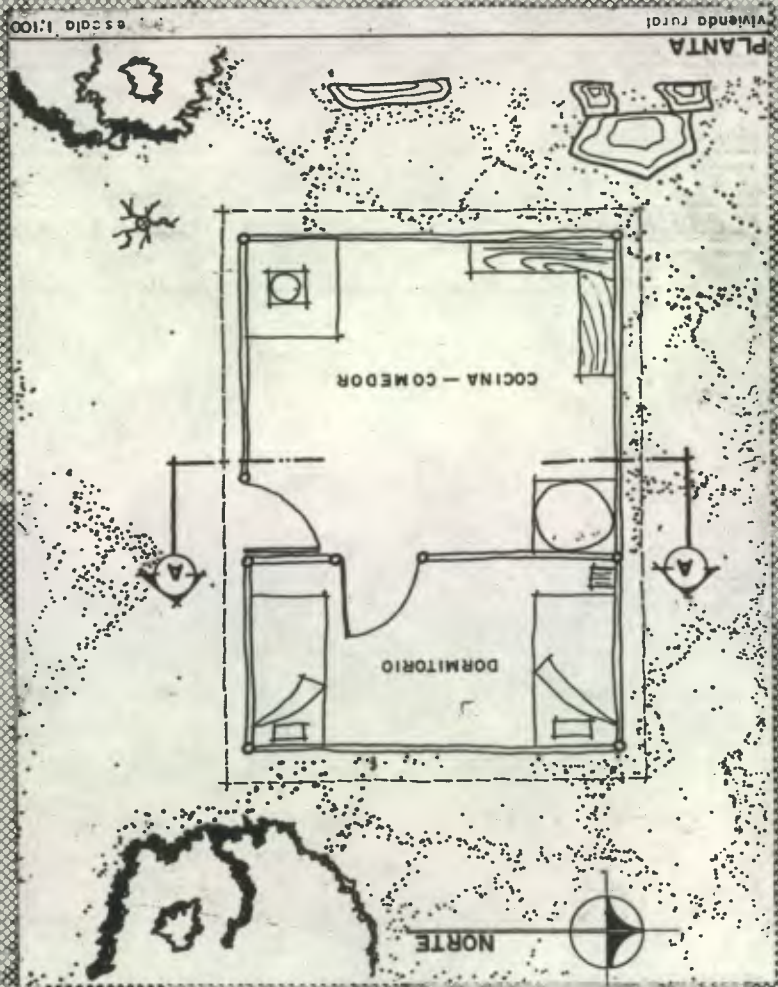 NORTE
DORMITORIO
A
A
COCINA — COMEDOR
PLANTA
vivienda rural
escala 1:100